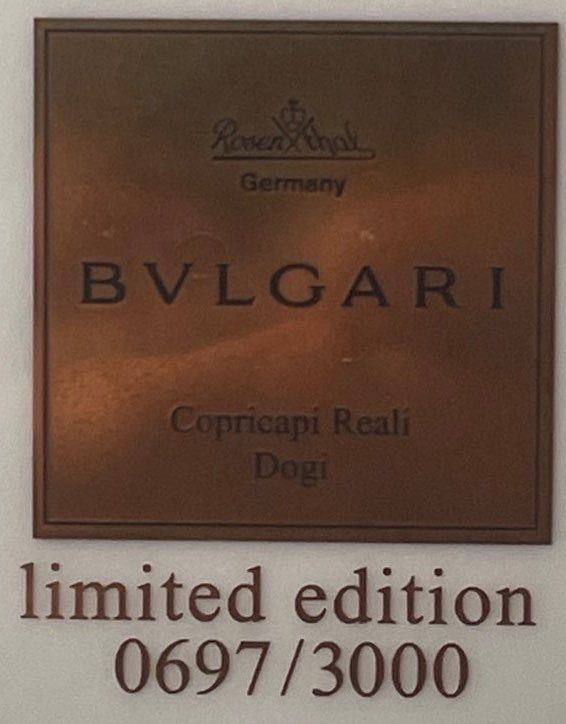 Rosenthal
Germany
BVLGARI
Copricapi Reali
Dogi
limited edition
0697/3000